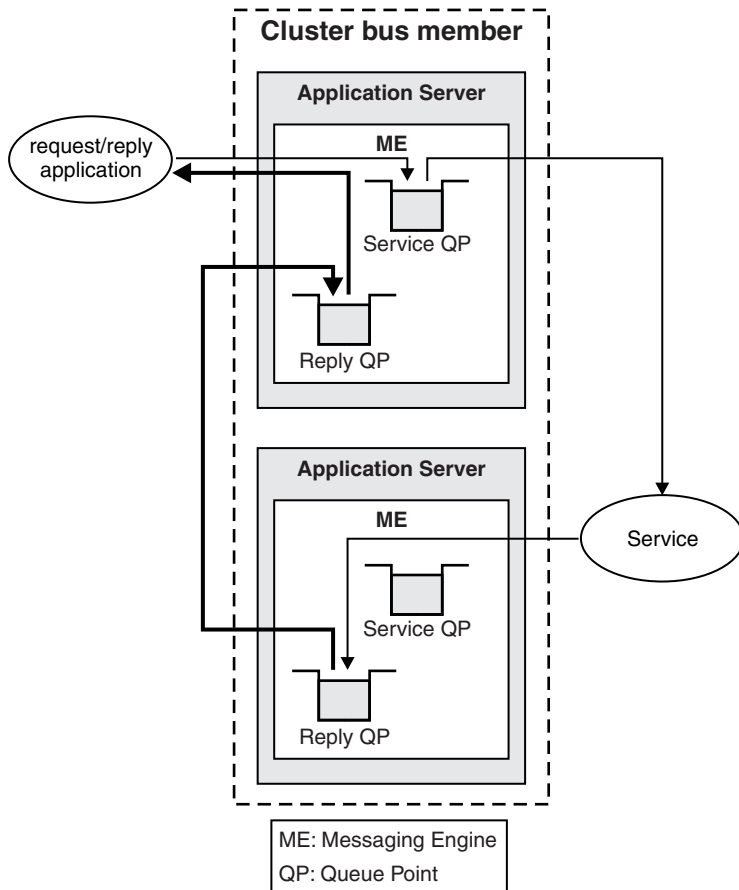 Cluster bus member
Application Server
ME
request/reply
application
Service QP
Reply QP
Application Server
ME
Service
Service QP
Reply QP
ME: Messaging Engine
QP: Queue Point